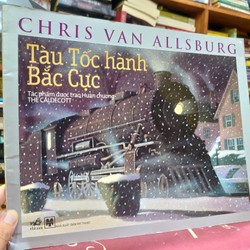 CHRIS VAN ALLSBURG
Tàu Tốc hành
Bắc Cực
Tác phẩm được trao Huân chương
THE CALDECOTT